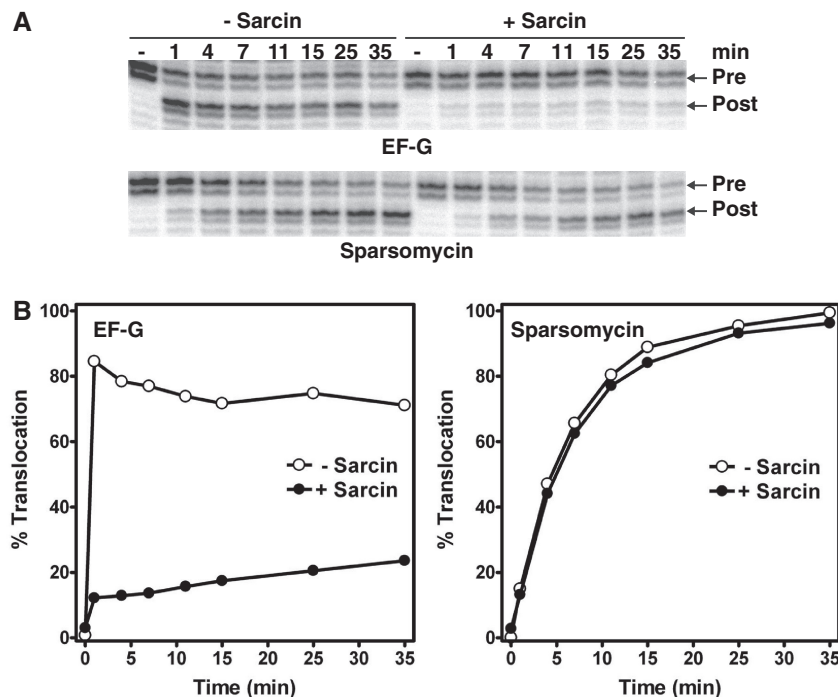 A
- Sarcin + Sarcin
- 1 4 7 11 15 25 35 - 1 4 7 11 15 25 35 min
Pre
Post
EF-G
Pre
Post
Sparsomycin
B
100
80
60
40
20
0
% Translocation
EF-G
- Sarcin
+ Sarcin
0 5 10 15 20 25 30 35
Time (min)
100
80
60
40
20
0
% Translocation
Sparsomycin
- Sarcin
+ Sarcin
0 5 10 15 20 25 30 35
Time (min)